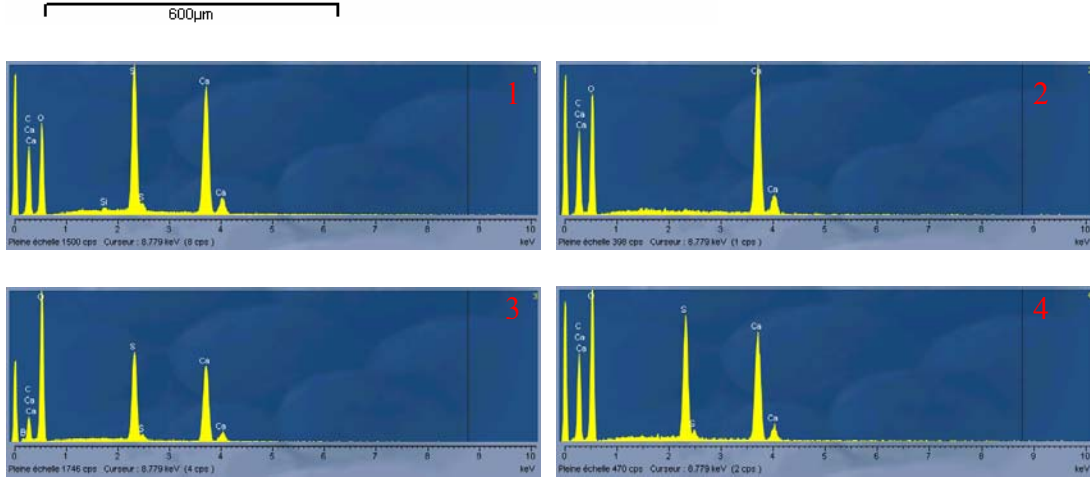 600µm
S
1
Ca
C
Ca O
Ca
Si S Ca
0 1 2 3 4 5 6 7 8 9 10
Pleine échelle 1500 cps Curseur : 8.779 keV (8 cps) keV
Ca
2
O
C
Ca
Ca
Ca
0 1 2 3 4 5 6 7 8 9 10
Pleine échelle 398 cps Curseur : 8.779 keV (1 cps) keV
O
3
3
S
Ca
C
Ca
Ca
B S Ca
0 1 2 3 4 5 6 7 8 9 10
Pleine échelle 1746 cps Curseur : 8.779 keV (4 cps) keV
O
4
S
Ca
C
Ca
Ca
S Ca
0 1 2 3 4 5 6 7 8 9 10
Pleine échelle 470 cps Curseur : 8.779 keV (2 cps) keV